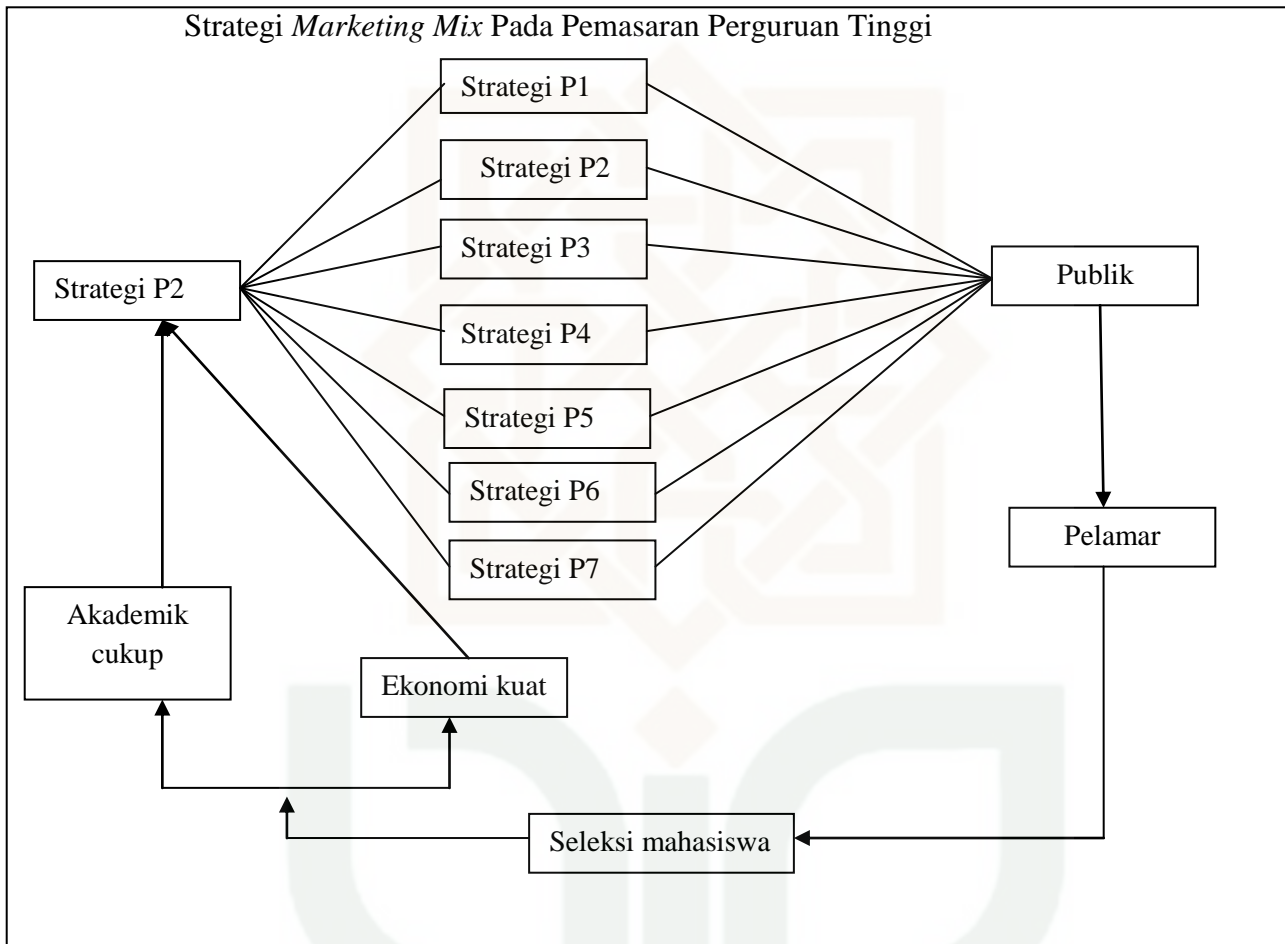 Strategi Marketing Mix Pada Pemasaran Perguruan Tinggi
Strategi P1
Strategi P2
Strategi P3
Strategi P2
Publik
Strategi P4
Strategi P5
Strategi P6
Strategi P7
Pelamar
Akademik
cukup
Ekonomi kuat
Seleksi mahasiswa